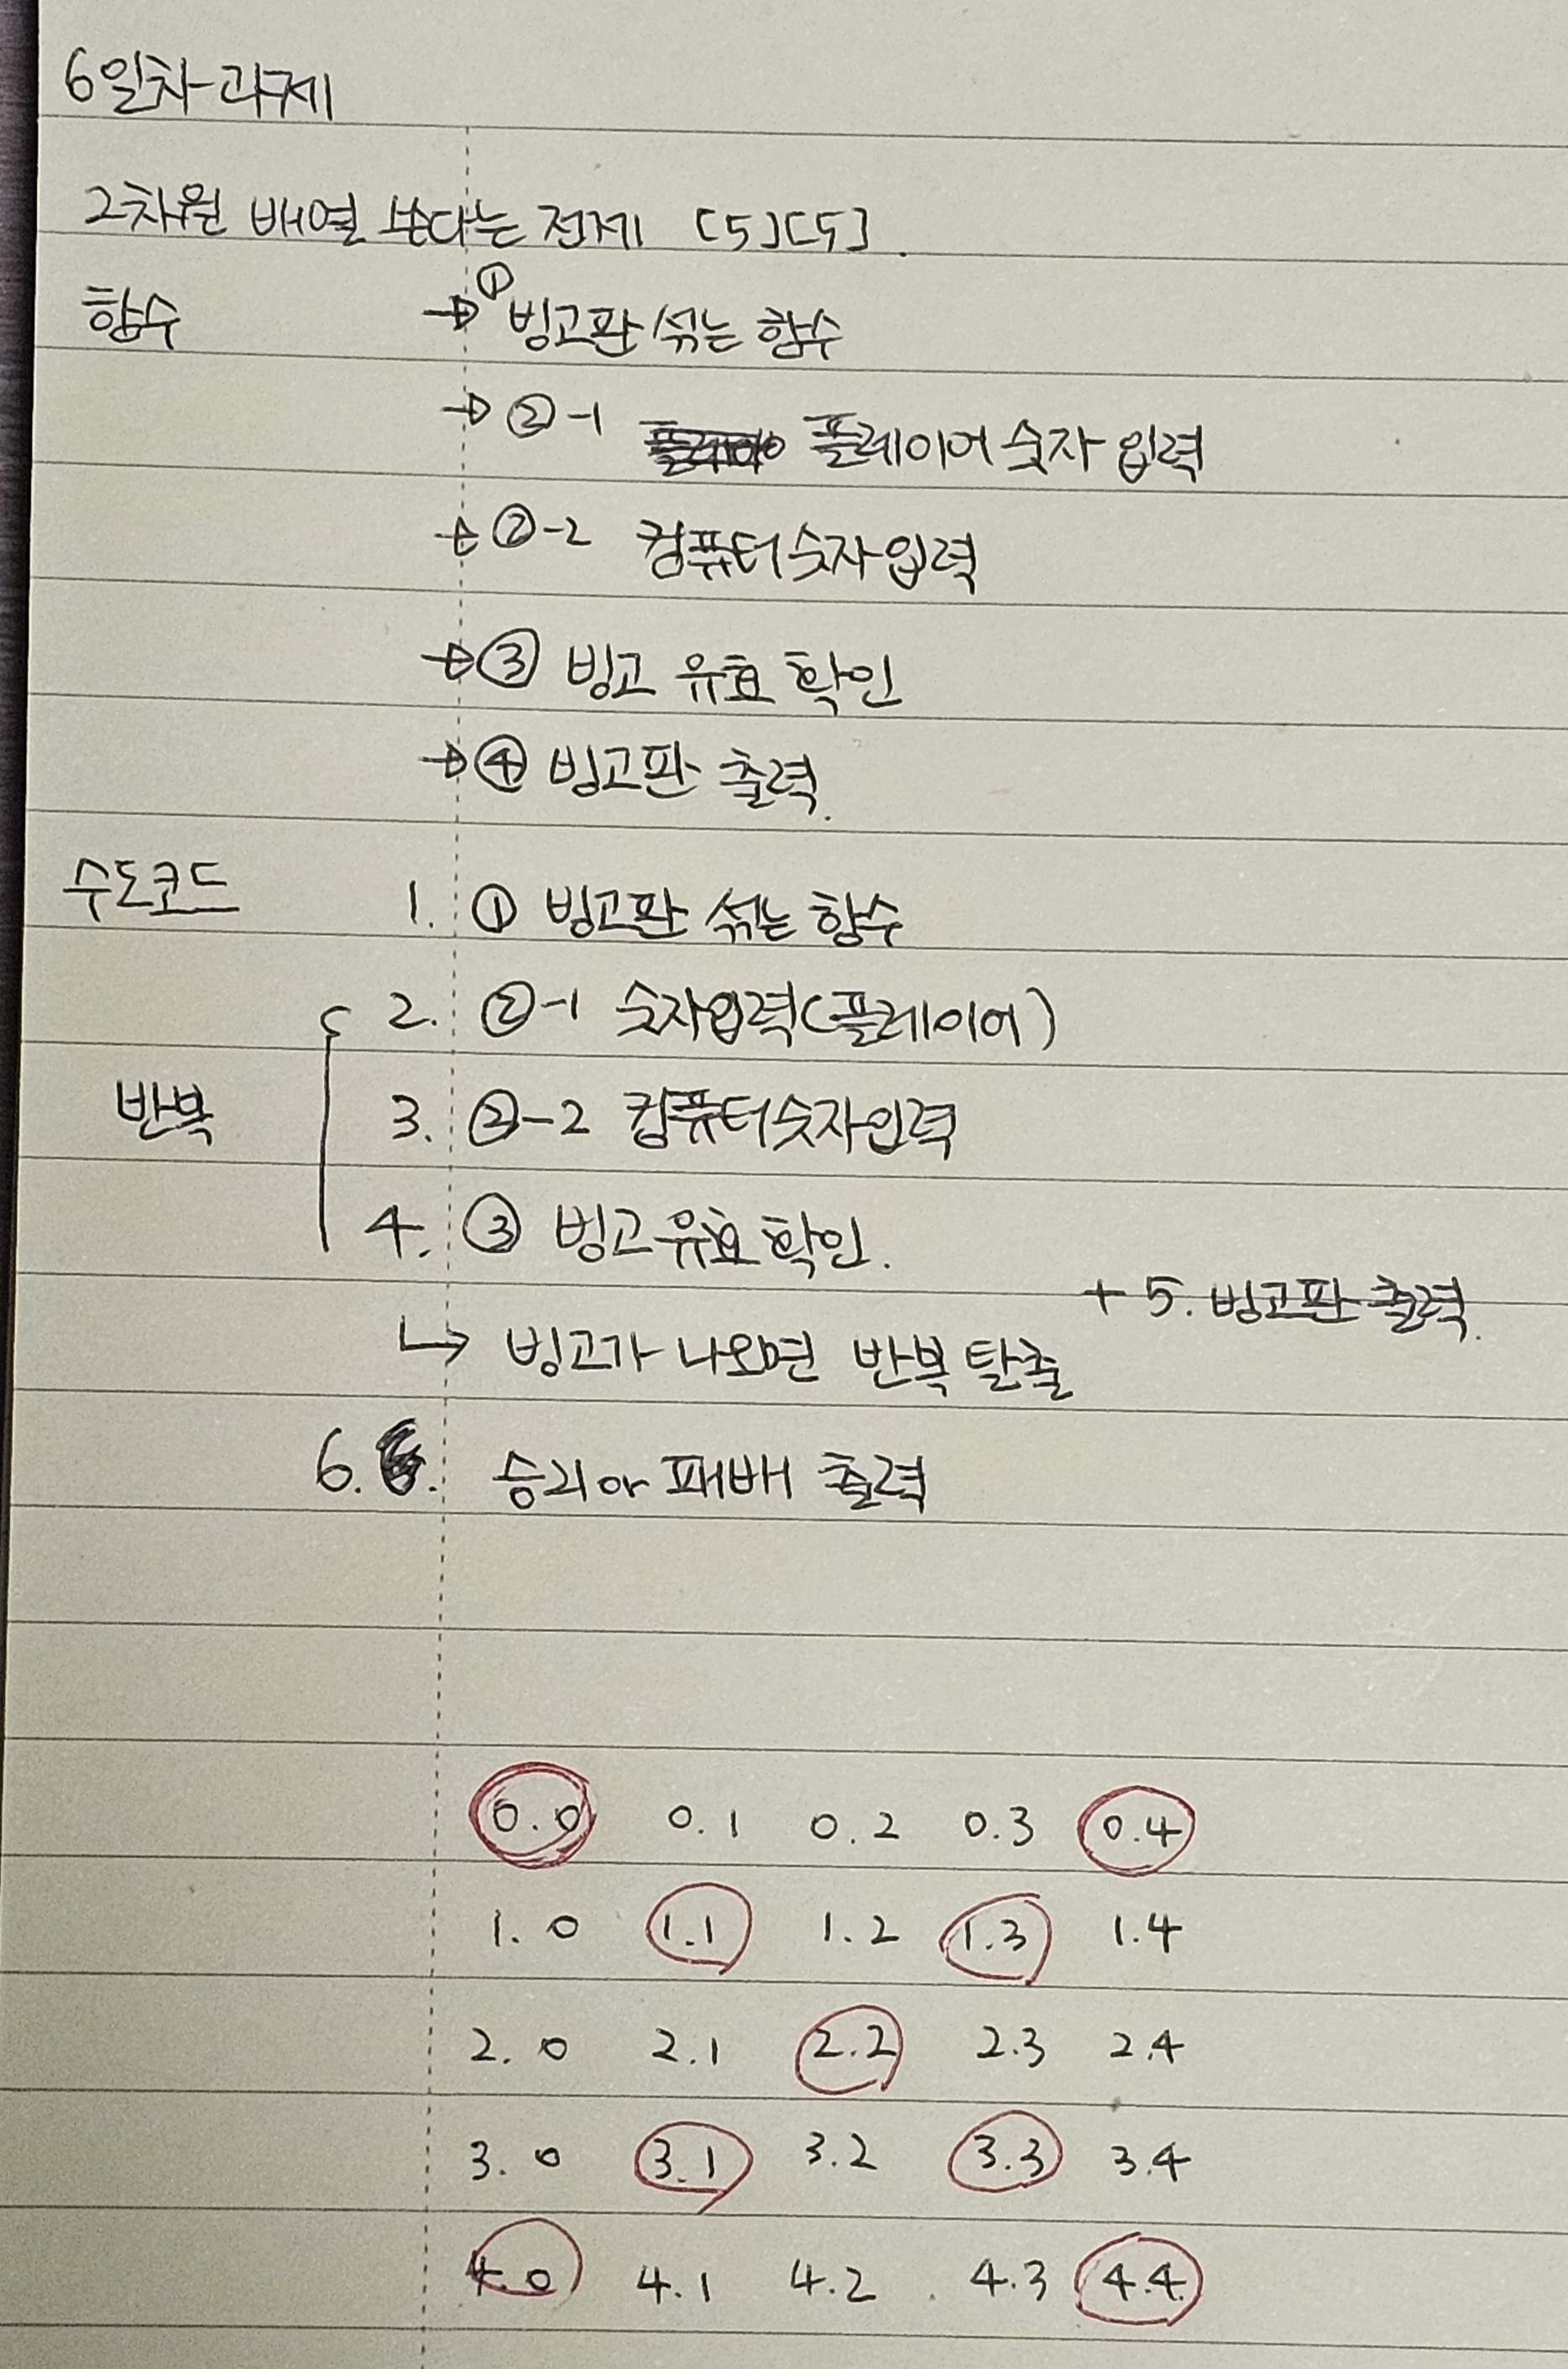 6일차 과제
2차원 배열 쓴다는 전제 [5][5].
함수 → ① 빙고판 섞는 함수
→ ②-1 플레이어 숫자 입력
→ ②-2 컴퓨터 숫자 입력
→ ③ 빙고 유효 확인
→ ④ 빙고판 출력.
수도코드 1. ① 빙고판 섞는 함수
2. ②-1 숫자입력(플레이어)
반복 3. ②-2 컴퓨터 숫자입력
4. ③ 빙고 유효 확인.
+ 5. 빙고판 출력.
↳ 빙고가 나오면 반복 탈출
6. 승리아 패배 출력
0.0 0.1 0.2 0.3 0.4
1.0 1.1 1.2 1.3 1.4
2.0 2.1 2.2 2.3 2.4
3.0 3.1 3.2 3.3 3.4
4.0 4.1 4.2 4.3 4.4